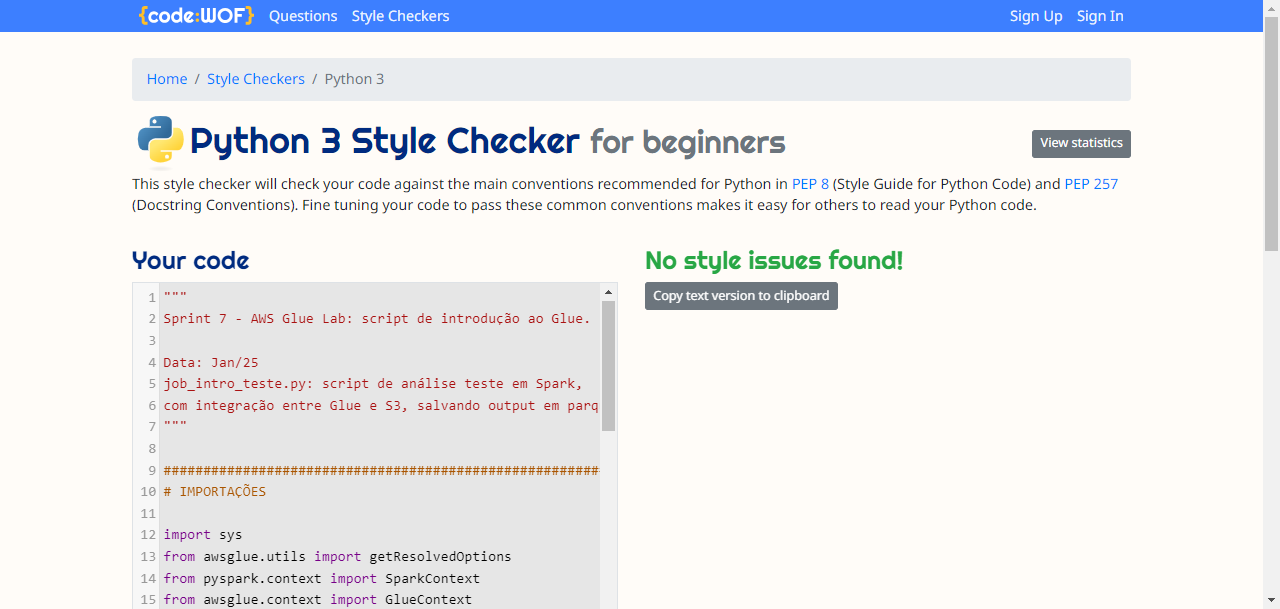 {code:WOF} Questions Style Checkers Sign Up Sign In
Home / Style Checkers / Python 3
Python 3 Style Checker for beginners
View statistics
This style checker will check your code against the main conventions recommended for Python in PEP 8 (Style Guide for Python Code) and PEP 257
(Docstring Conventions). Fine tuning your code to pass these common conventions makes it easy for others to read your Python code.
Your code
1 """
2 Sprint 7 - AWS Glue Lab: script de introdução ao Glue.
3
4 Data: Jan/25
5 job_intro_teste.py: script de análise teste em Spark,
6 com integração entre Glue e S3, salvando output em parq
7 """
8
9 #######################################################
10 # IMPORTAÇÕES
11
12 import sys
13 from awsglue.utils import getResolvedOptions
14 from pyspark.context import SparkContext
15 from awsglue.context import GlueContext
No style issues found!
Copy text version to clipboard